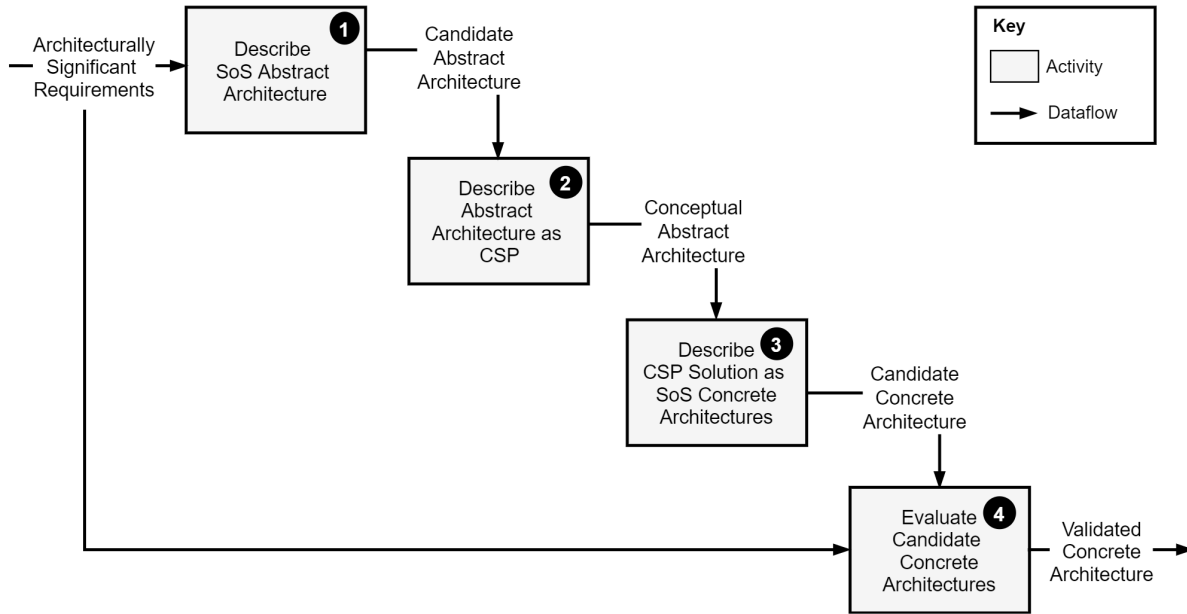 Architecturally
Significant
Requirements
1
Describe
SoS Abstract
Architecture
Candidate
Abstract
Architecture
Key
Activity
Dataflow
2
Describe
Abstract
Architecture as
CSP
Conceptual
Abstract
Architecture
3
Describe
CSP Solution as
SoS Concrete
Architectures
Candidate
Concrete
Architecture
4
Evaluate
Candidate
Concrete
Architectures
Validated
Concrete
Architecture